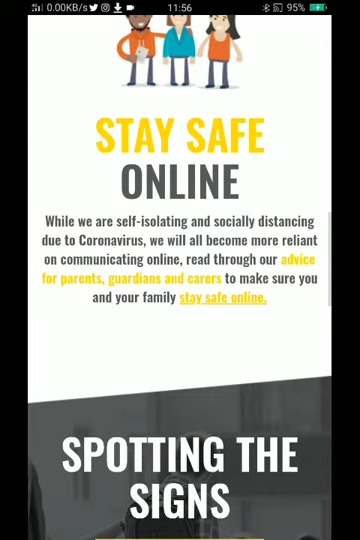 0.00KB/s 11:56 95%
STAY SAFE
ONLINE
While we are self-isolating and socially distancing
due to Coronavirus, we will all become more reliant
on communicating online, read through our advice
for parents, guardians and carers to make sure you
and your family stay safe online.
SPOTTING THE
SIGNS